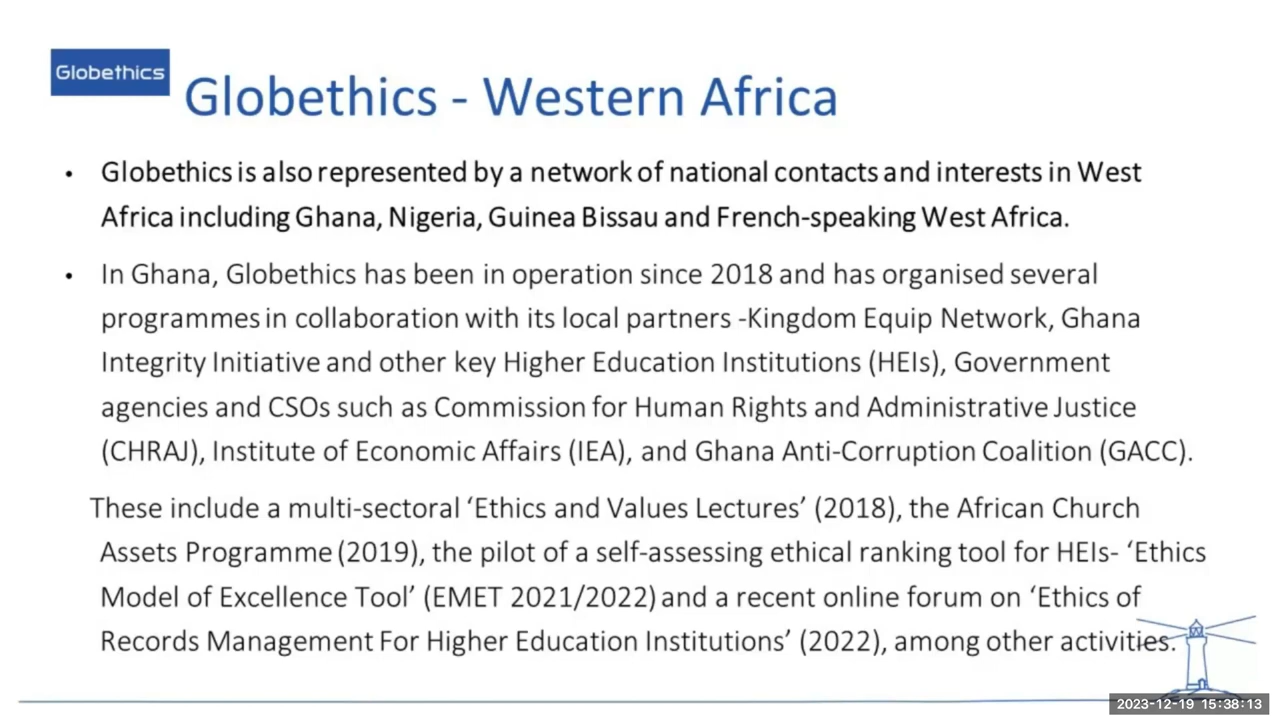 Globethics
Globethics - Western Africa
• Globethics is also represented by a network of national contacts and interests in West
Africa including Ghana, Nigeria, Guinea Bissau and French-speaking West Africa.
• In Ghana, Globethics has been in operation since 2018 and has organised several
programmes in collaboration with its local partners -Kingdom Equip Network, Ghana
Integrity Initiative and other key Higher Education Institutions (HEIs), Government
agencies and CSOs such as Commission for Human Rights and Administrative Justice
(CHRAJ), Institute of Economic Affairs (IEA), and Ghana Anti-Corruption Coalition (GACC).
These include a multi-sectoral ‘Ethics and Values Lectures’ (2018), the African Church
Assets Programme (2019), the pilot of a self-assessing ethical ranking tool for HEIs- ‘Ethics
Model of Excellence Tool’ (EMET 2021/2022) and a recent online forum on ‘Ethics of
Records Management For Higher Education Institutions’ (2022), among other activities.
2023-12-19 15:38:13